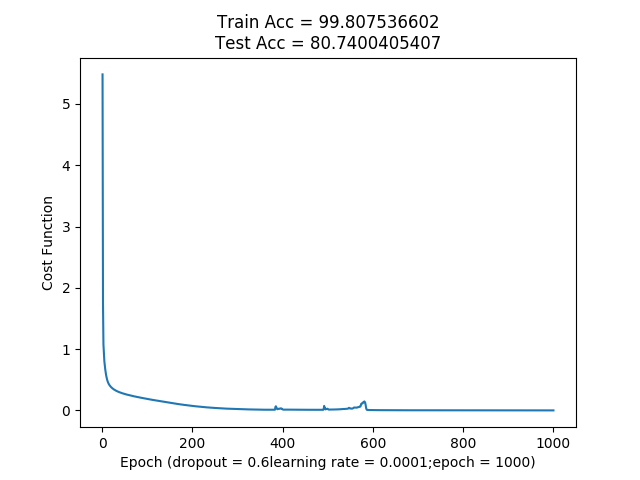 Train Acc = 99.807536602
Test Acc = 80.7400405407
Cost Function
5
4
3
2
1
0
0 200 400 600 800 1000
Epoch (dropout = 0.6learning rate = 0.0001;epoch = 1000)